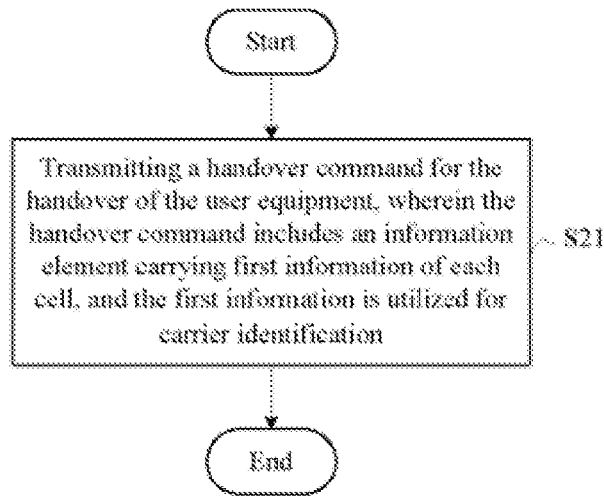 Start
Transmitting a handover command for the
handover of the user equipment, wherein the
handover command includes an information
element carrying first information of each
cell, and the first information is utilized for
carrier identification
S21
End